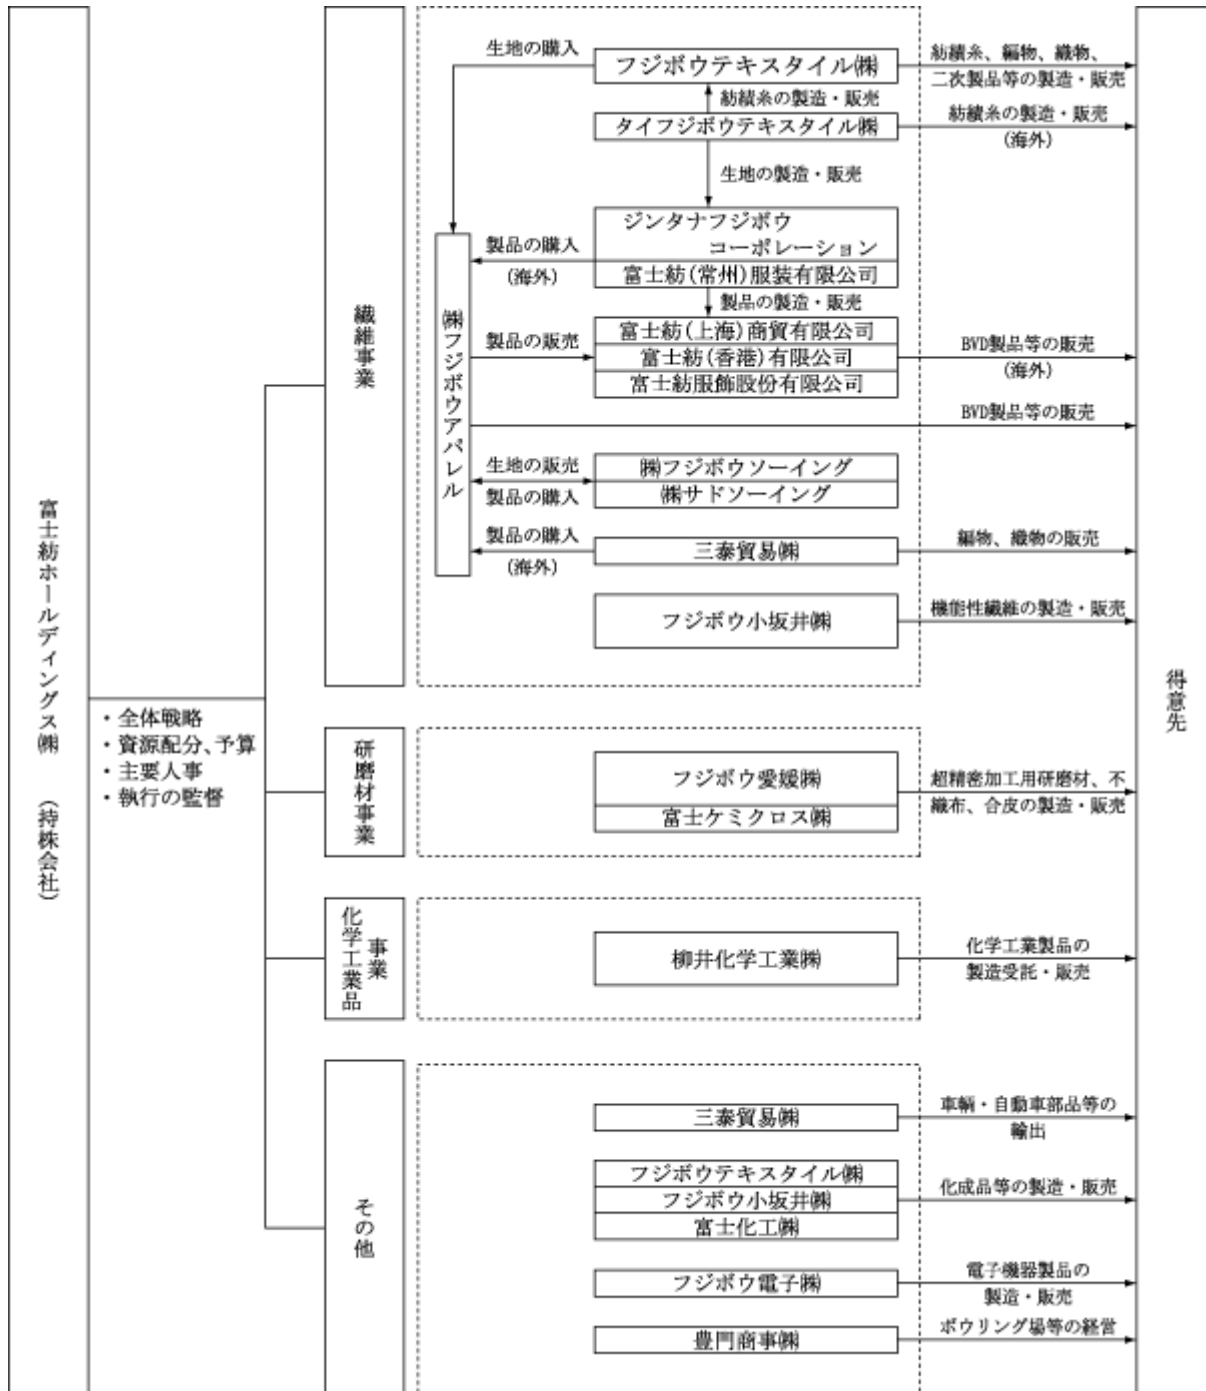 富士紡ホールディングス㈱ (持株会社)
・全体戦略
・資源配分、予算
・主要人事
・執行の監督
繊維事業
生地の購入
フジボウテキスタイル㈱
紡績糸、編物、織物、
二次製品等の製造・販売
紡績糸の製造・販売
タイフジボウテキスタイル㈱
紡績糸の製造・販売
(海外)
生地の製造・販売
㈱フジボウアパレル
製品の購入
(海外)
ジンタナフジボウ
コーポレーション
富士紡(常州)服装有限公司
製品の製造・販売
製品の販売
富士紡(上海)商貿有限公司
富士紡(香港)有限公司
富士紡服飾股份有限公司
BVD製品等の販売
(海外)
BVD製品等の販売
生地の販売
製品の購入
㈱フジボウソーイング
㈱サドソーイング
製品の購入
(海外)
三泰貿易㈱
編物、織物の販売
フジボウ小坂井㈱
機能性繊維の製造・販売
得意先
研磨材事業
フジボウ愛媛㈱
富士ケミクロス㈱
超精密加工用研磨材、不
織布、合皮の製造・販売
化学工業品
事業
柳井化学工業㈱
化学工業製品の
製造受託・販売
その他
三泰貿易㈱
車輌・自動車部品等の
輸出
フジボウテキスタイル㈱
フジボウ小坂井㈱
富士化工㈱
化成品等の製造・販売
フジボウ電子㈱
電子機器製品の
製造・販売
豊門商事㈱
ボウリング場等の経営